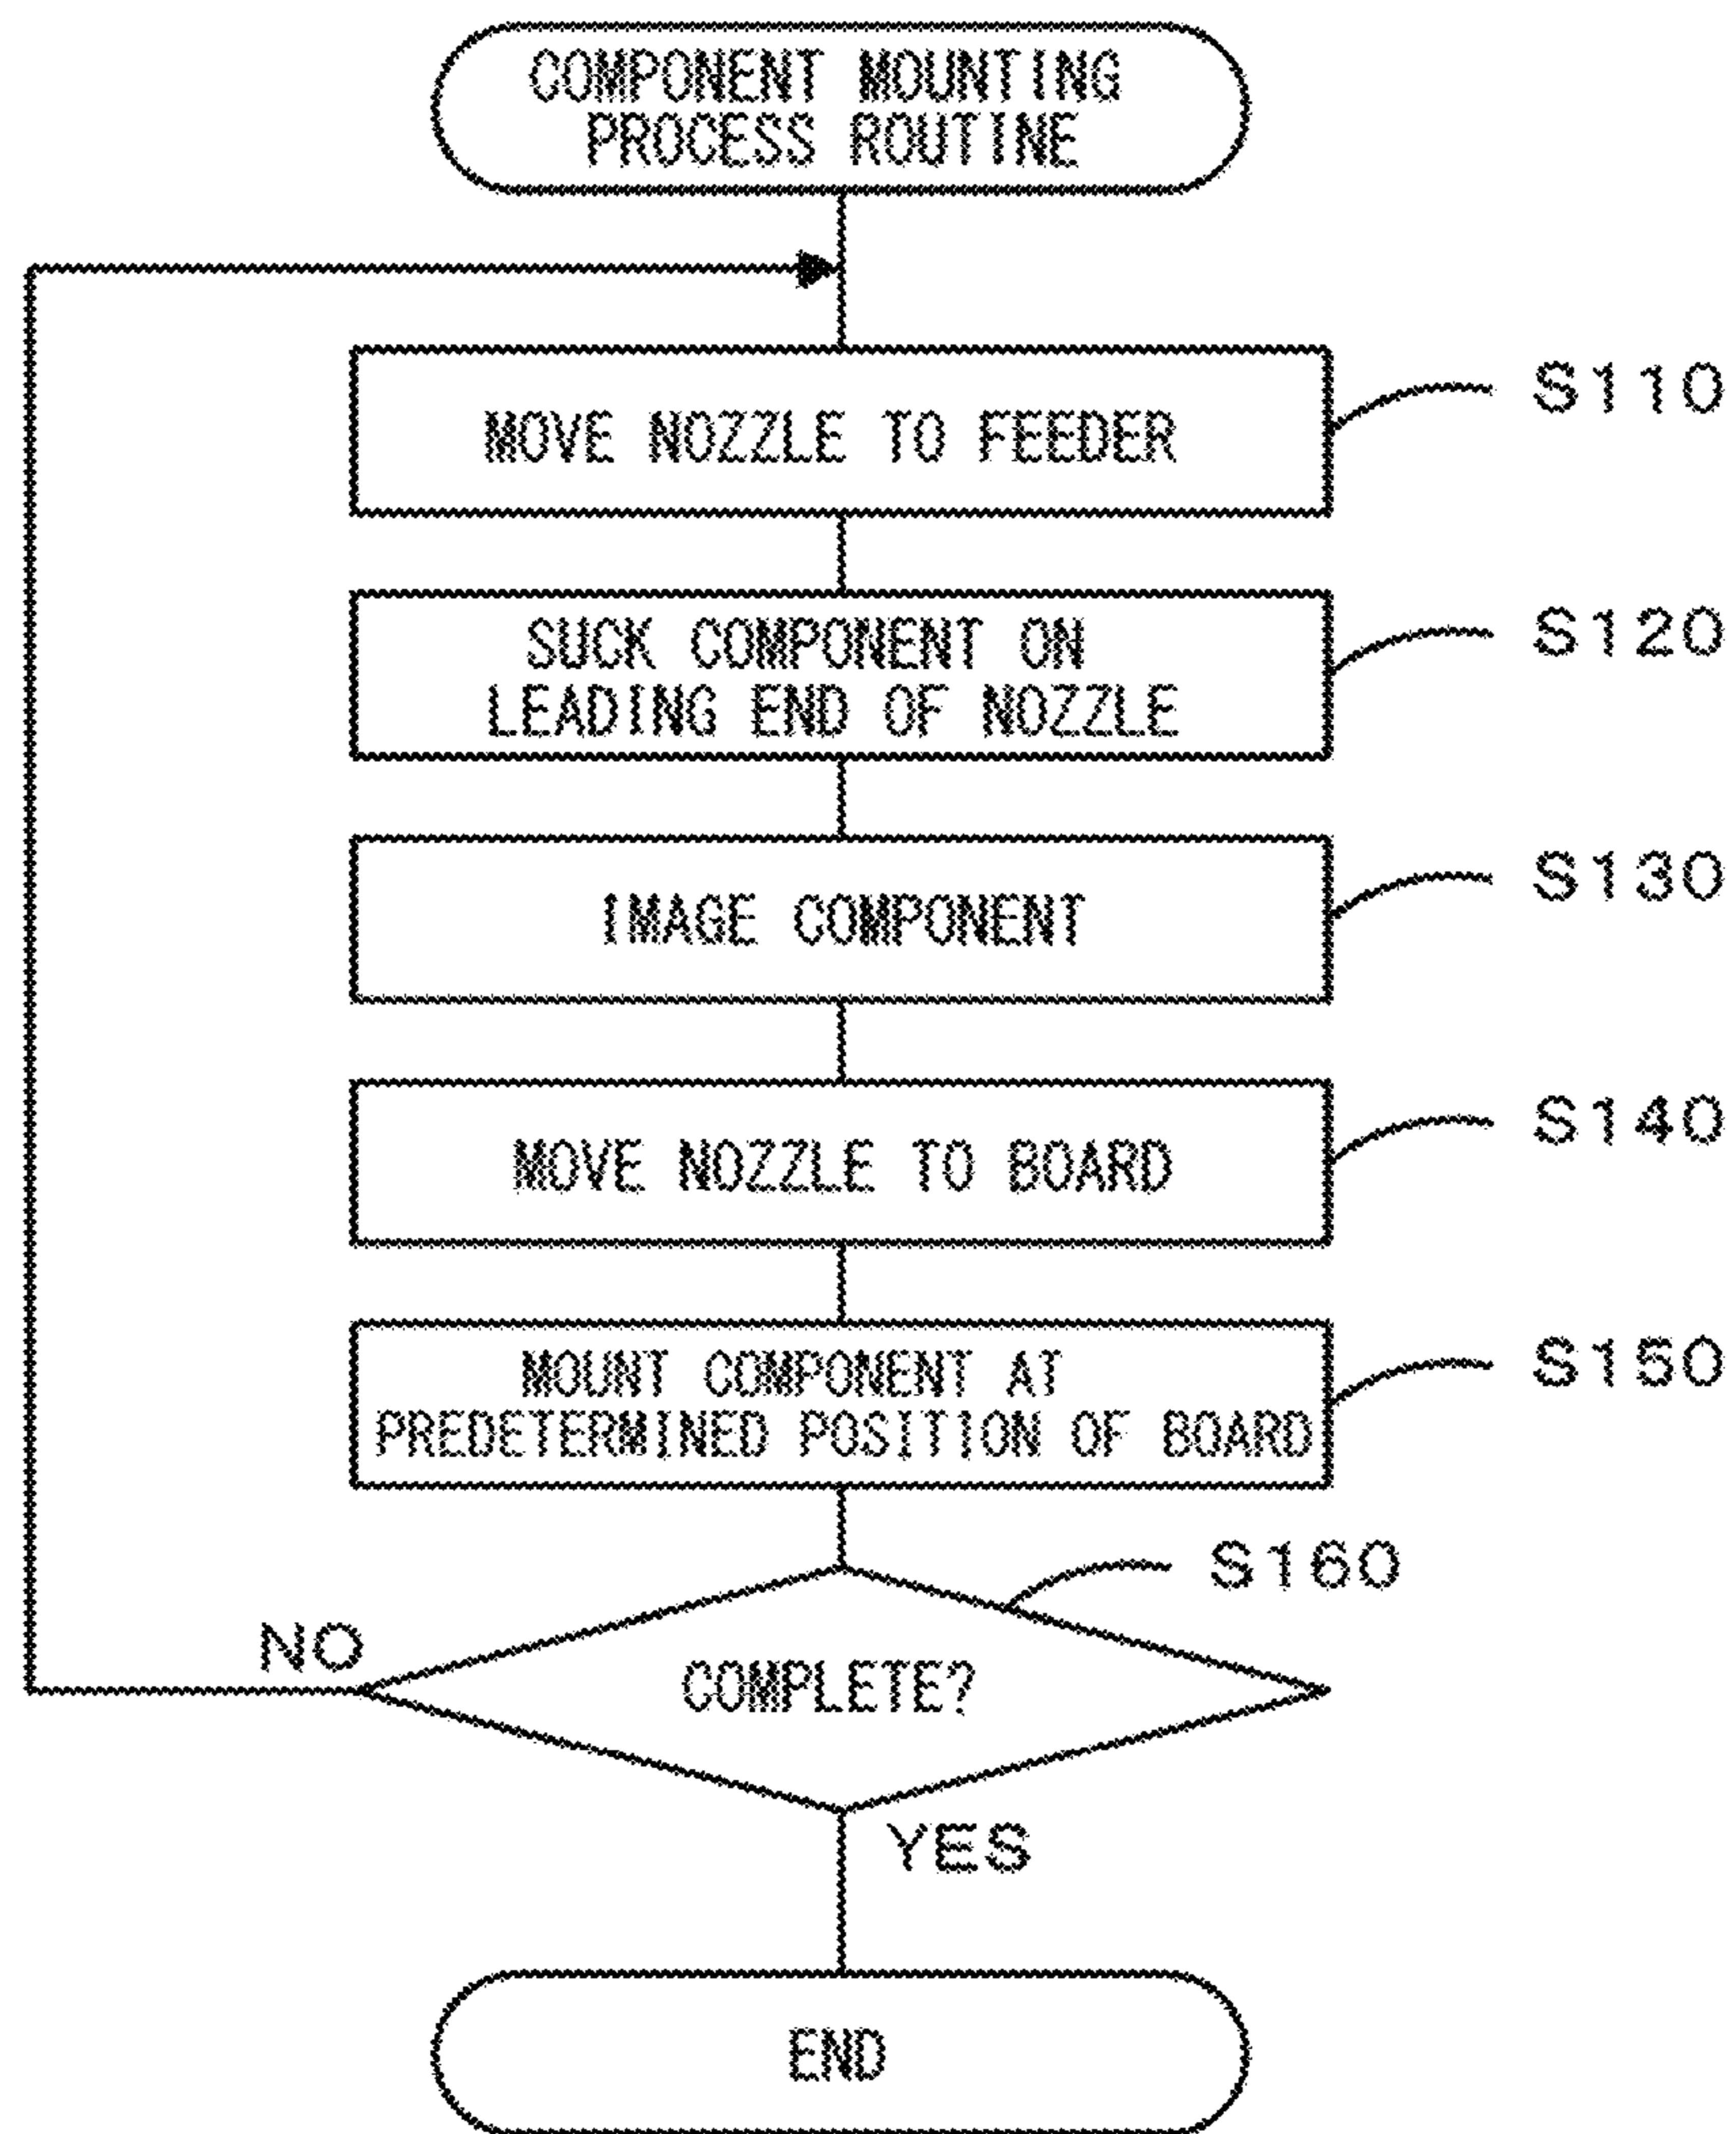 COMPONENT MOUNTING
PROCESS ROUTINE
MOVE NOZZLE TO FEEDER
S110
SUCK COMPONENT ON
LEADING END OF NOZZLE
S120
IMAGE COMPONENT
S130
MOVE NOZZLE TO BOARD
S140
MOUNT COMPONENT AT
PREDETERMINED POSITION OF BOARD
S150
S160
NO
COMPLETE?
YES
END